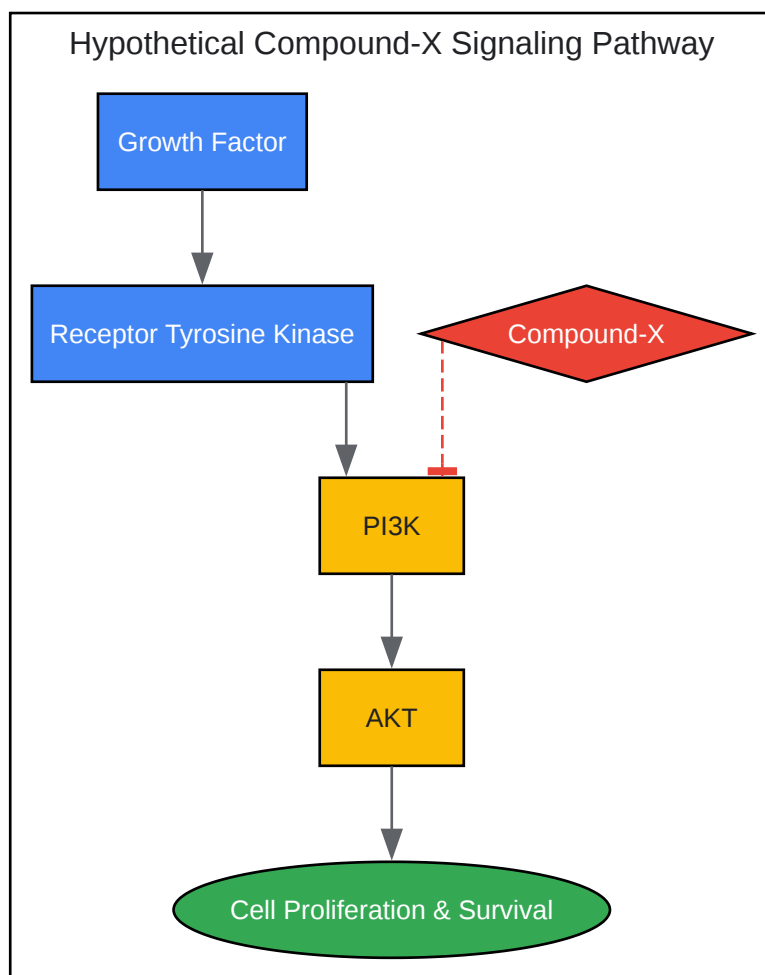 Hypothetical Compound-X Signaling Pathway
Growth Factor
Receptor Tyrosine Kinase
Compound-X
PI3K
AKT
Cell Proliferation & Survival